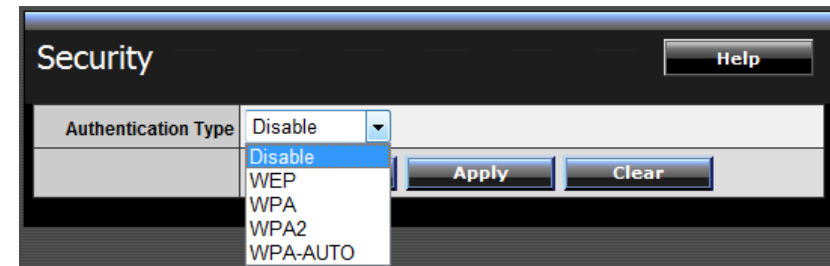 Security
Help
Authentication Type Disable
Disable
WEP
WPA
WPA2
WPA-AUTO
Apply Clear